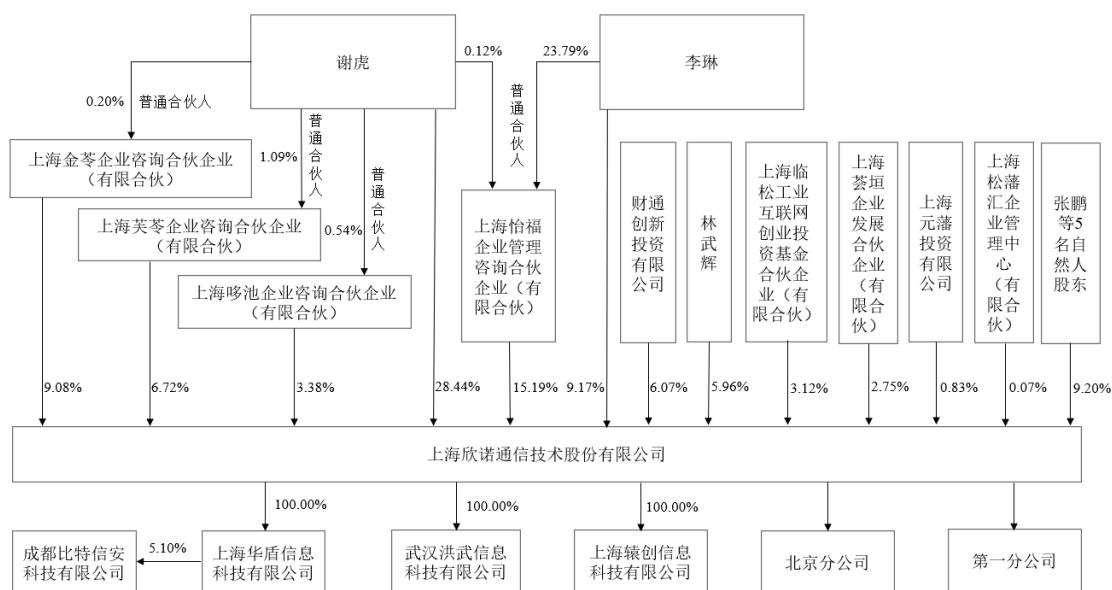 谢虎
0.12%
23.79%
李琳
0.20%
普通合伙人
普通合伙人
1.09%
普通合伙人
0.54%
普通合伙人
上海金苓企业咨询合伙企业
（有限合伙）
上海芙苓企业咨询合伙企业
（有限合伙）
上海哆池企业咨询合伙企业
（有限合伙）
上海怡福
企业管理
咨询合伙
企业（有
限合伙）
财通
创新
投资
有限
公司
林
武
辉
上海临
松工业
互联网
创业投
资基金
合伙企
业（有
限合伙）
上海
荟垣
企业
发展
合伙
企业
（有
限合
伙）
上海
元藩
投资
有限
公司
上海
松藩
汇企
业管
理中
心
（有
限合
伙）
张鹏
等5
名自
然人
股东
9.08%
6.72%
3.38%
28.44%
15.19%
9.17%
6.07%
5.96%
3.12%
2.75%
0.83%
0.07%
9.20%
上海欣诺通信技术股份有限公司
100.00%
100.00%
100.00%
成都比特信安
科技有限公司
5.10%
上海华盾信息
科技有限公司
武汉洪武信息
科技有限公司
上海辕创信息
科技有限公司
北京分公司
第一分公司